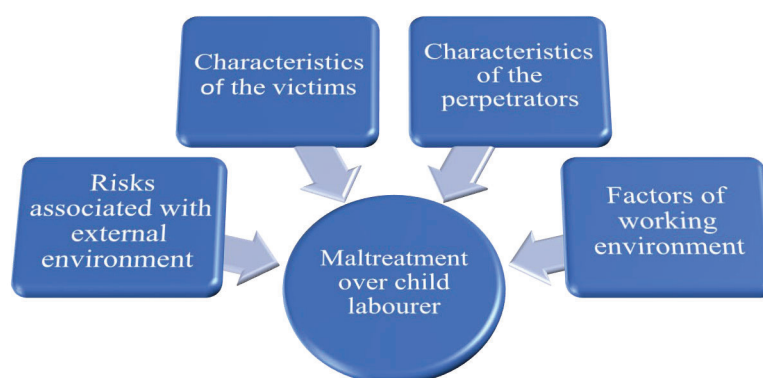 Characteristics
of the victims
Characteristics
of the
perpetrators
Risks
associated with
external
environment
Factors of
working
environment
Maltreatment
over child
labourer